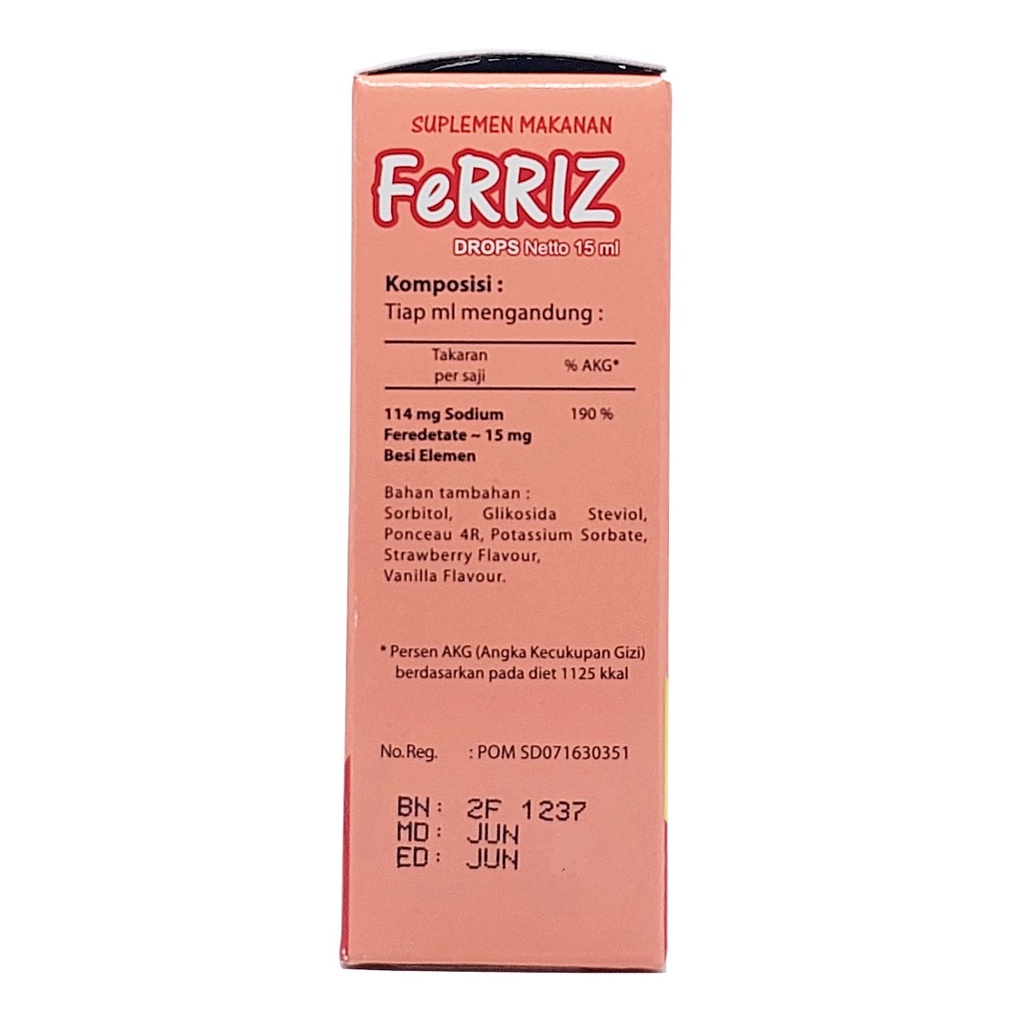 SUPLEMEN MAKANAN
FeRRIZ
DROPS Netto 15 ml
Komposisi :
Tiap ml mengandung :
Takaran
per saji
% AKG*
114 mg Sodium 190 %
Feredetate ~ 15 mg
Besi Elemen
Bahan tambahan :
Sorbitol, Glikosida Steviol,
Ponceau 4R, Potassium Sorbate,
Strawberry Flavour,
Vanilla Flavour.
* Persen AKG (Angka Kecukupan Gizi)
berdasarkan pada diet 1125 kkal
No.Reg. : POM SD071630351
BN: 2F 1237
MD: JUN
ED: JUN